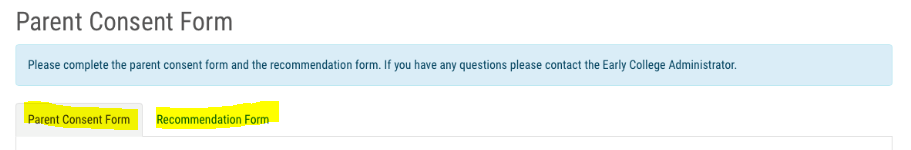 Parent Consent Form
Please complete the parent consent form and the recommendation form. If you have any questions please contact the Early College Administrator.
Parent Consent Form Recommendation Form